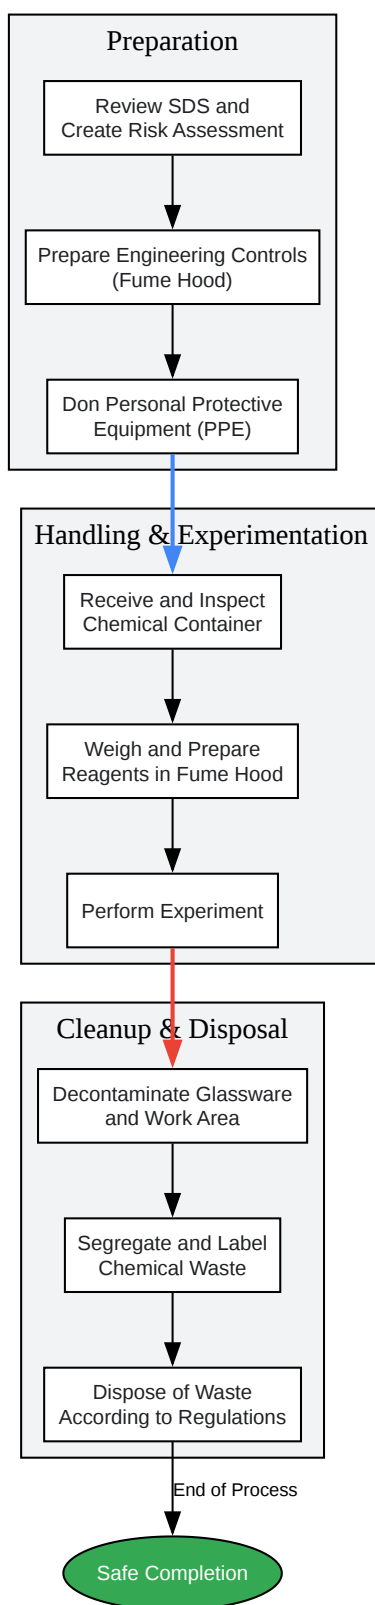 Preparation
Review SDS and
Create Risk Assessment
Prepare Engineering Controls
(Fume Hood)
Don Personal Protective
Equipment (PPE)
Handling & Experimentation
Receive and Inspect
Chemical Container
Weigh and Prepare
Reagents in Fume Hood
Perform Experiment
Cleanup & Disposal
Decontaminate Glassware
and Work Area
Segregate and Label
Chemical Waste
Dispose of Waste
According to Regulations
End of Process
Safe Completion